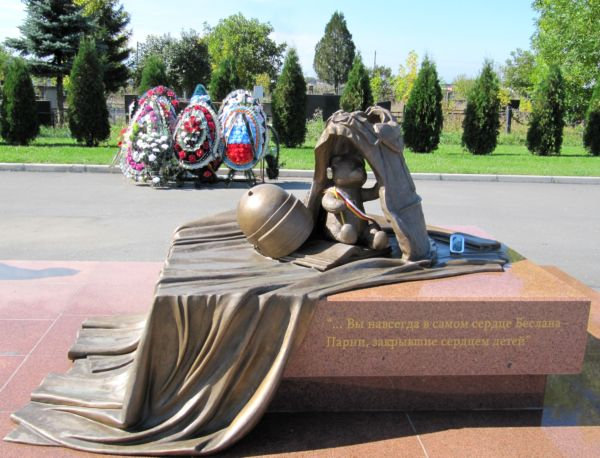 "... Вы навсегда в самом сердце Беслана
Парни, закрывшие сердцем детей"